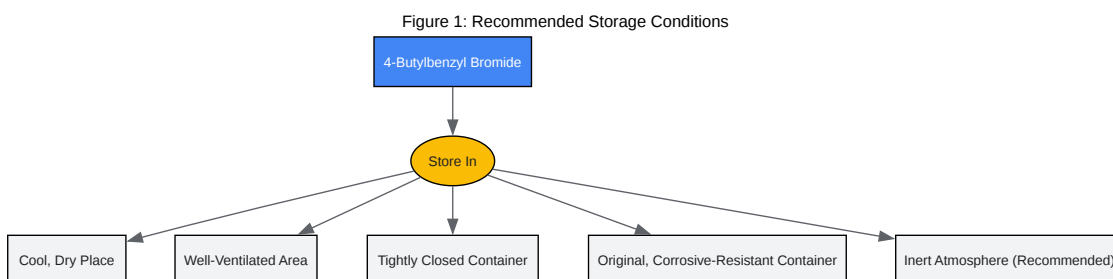 Figure 1: Recommended Storage Conditions
4-Butylbenzyl Bromide
Store In
Cool, Dry Place
Well-Ventilated Area
Tightly Closed Container
Original, Corrosive-Resistant Container
Inert Atmosphere (Recommended)